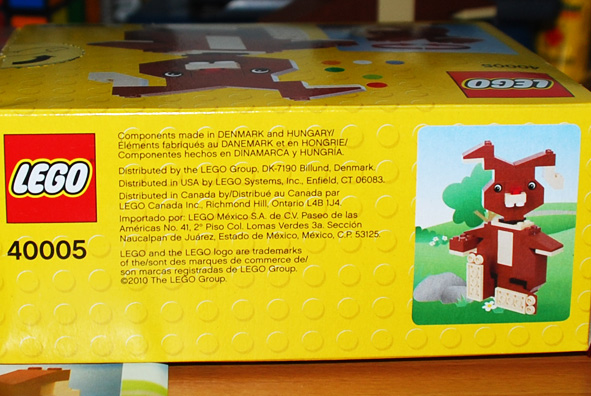 40005
LEGO
Components made in DENMARK and HUNGARY/
Éléments fabriqués au DANEMARK et en HONGRIE/
Componentes hechos en DINAMARCA y HUNGRIA.
Distributed by the LEGO Group, DK-7190 Billund, Denmark.
Distributed in USA by LEGO Systems, Inc., Enfield, CT 06083.
Distributed in Canada by/Distribué au Canada par
LEGO Canada Inc., Richmond Hill, Ontario L4B 1J4.
Importado por: LEGO México S.A. de C.V. Paseo de las
Américas No. 41, 2° Piso Col. Lomas Verdes 3a. Sección
Naucalpan de Juárez, Estado de México, México, C.P. 53125.
LEGO and the LEGO logo are trademarks
of the/sont des marques de commerce de/
son marcas registradas de LEGO Group.
©2010 The LEGO Group.
LEGO
40005